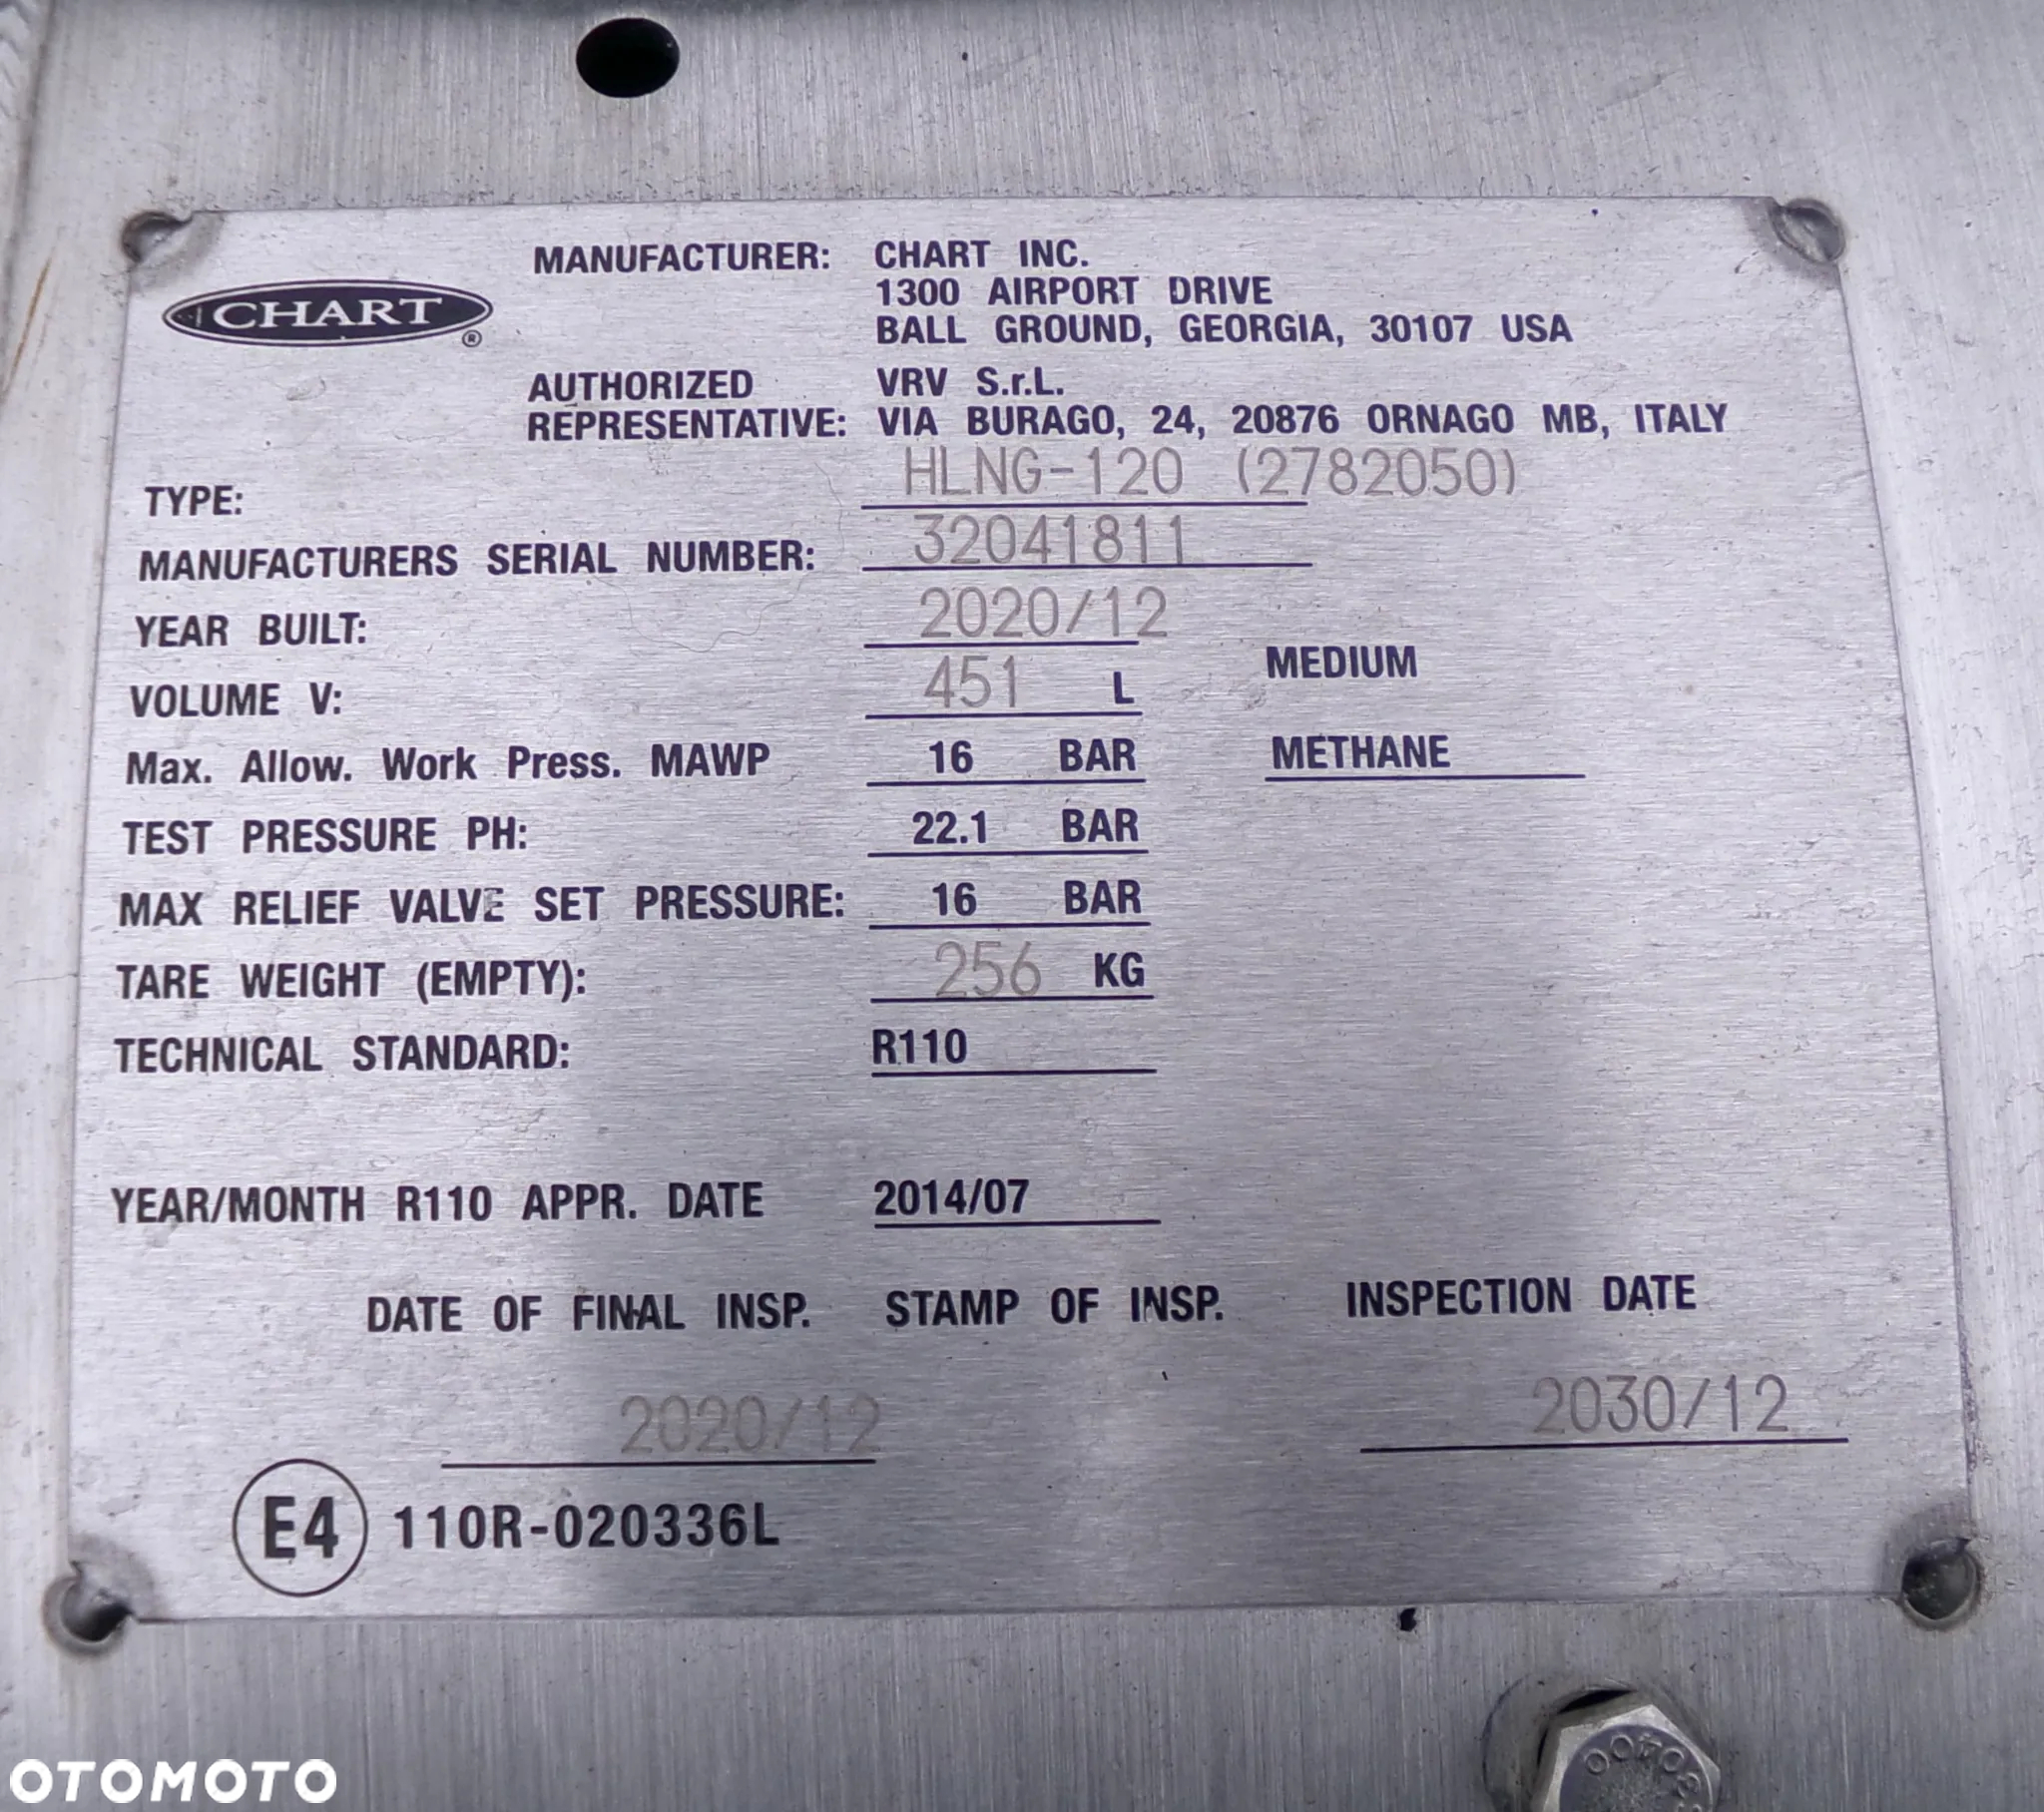 CHART
®
MANUFACTURER: CHART INC.
1300 AIRPORT DRIVE
BALL GROUND, GEORGIA, 30107 USA
AUTHORIZED VRV S.r.L.
REPRESENTATIVE: VIA BURAGO, 24, 20876 ORNAGO MB, ITALY
TYPE: HLNG-120 (2782050)
MANUFACTURERS SERIAL NUMBER: 32041811
YEAR BUILT: 2020/12
VOLUME V: 451 L MEDIUM
Max. Allow. Work Press. MAWP 16 BAR METHANE
TEST PRESSURE PH: 22.1 BAR
MAX RELIEF VALVE SET PRESSURE: 16 BAR
TARE WEIGHT (EMPTY): 256 KG
TECHNICAL STANDARD: R110
YEAR/MONTH R110 APPR. DATE 2014/07
DATE OF FINAL INSP. STAMP OF INSP. INSPECTION DATE
2020/12 2030/12
E4 110R-020336L
OTOMOTO